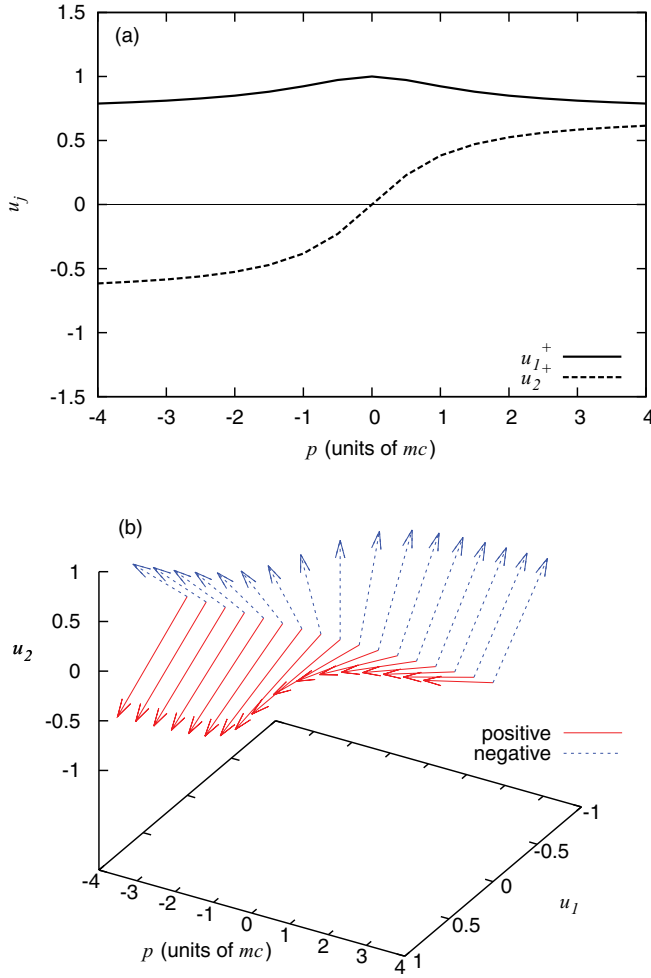 (a)
1.5
1
0.5
0
-0.5
-1
-1.5
u_j
u_1^+
u_2^+
-4 -3 -2 -1 0 1 2 3 4
p (units of mc)
(b)
1
0.5
0
-0.5
-1
u_2
positive
negative
-4 -3 -2 -1 0 1 2 3 4
p (units of mc)
-1
-0.5
0
0.5
1
u_1